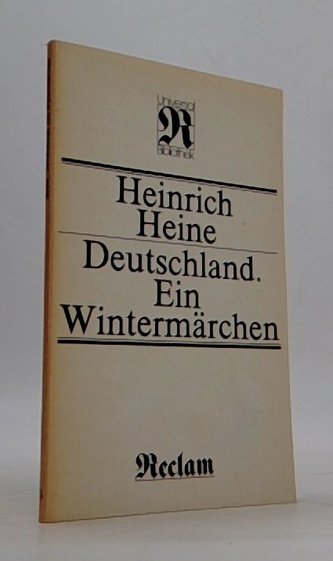 Universal
R
Bibliothek
Heinrich
Heine
Deutschland.
Ein
Wintermärchen
Reclam